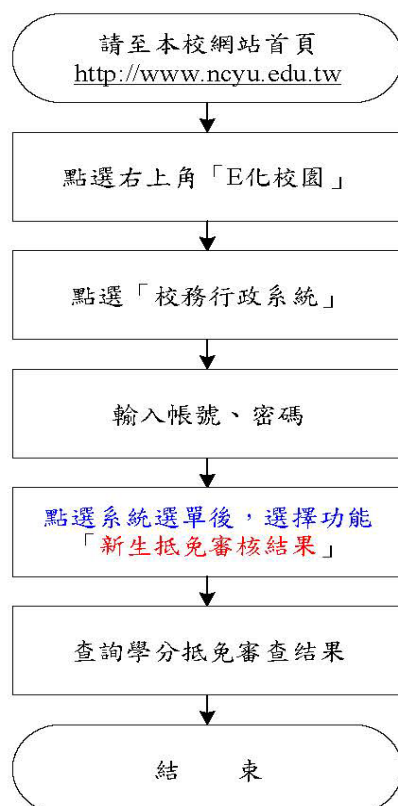 請至本校網站首頁
http://www.ncyu.edu.tw
點選右上角「E化校園」
點選「校務行政系統」
輸入帳號、密碼
點選系統選單後，選擇功能
「新生抵免審核結果」
查詢學分抵免審查結果
結　　束